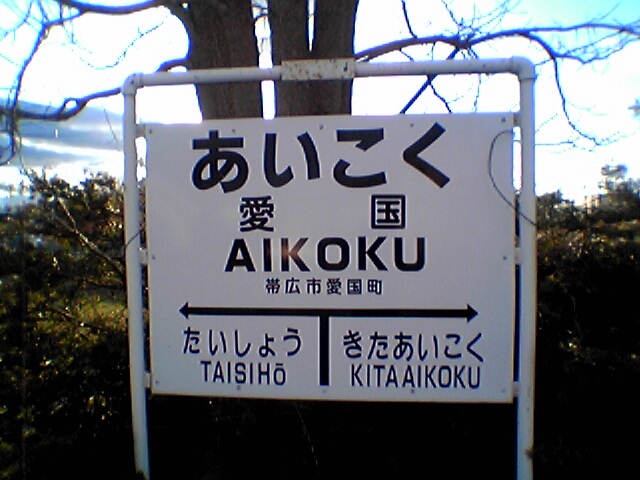 あいこく
愛国
AIKOKU
帯広市愛国町
たいしょう きたあいこく
TAISIHō KITAAIKOKU